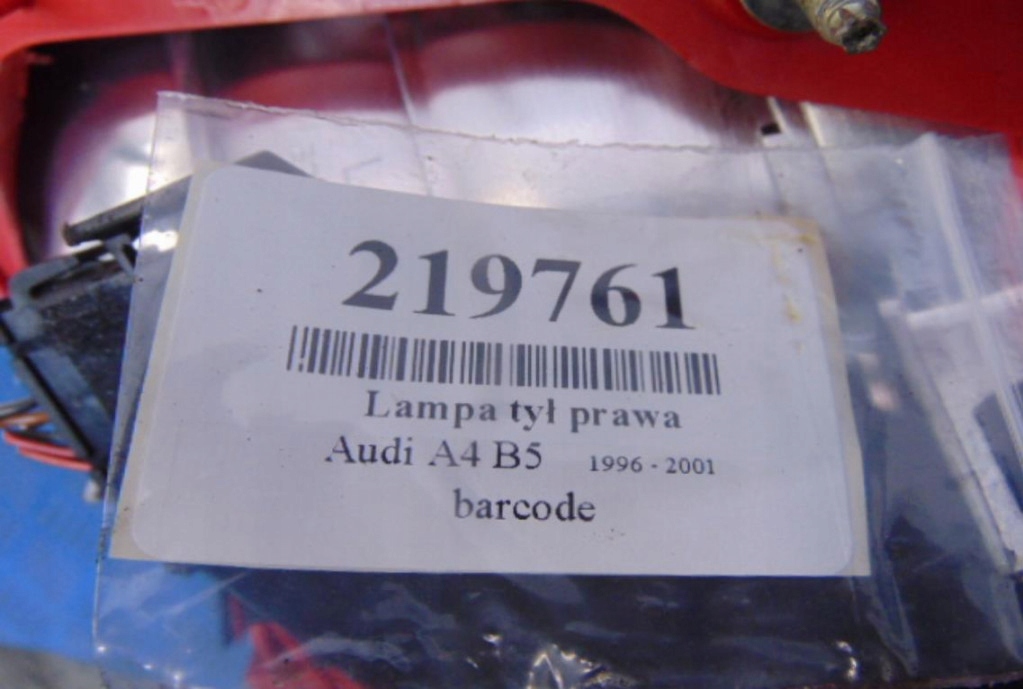 219761
Lampa tył prawa
Audi A4 B5 1996 - 2001
barcode